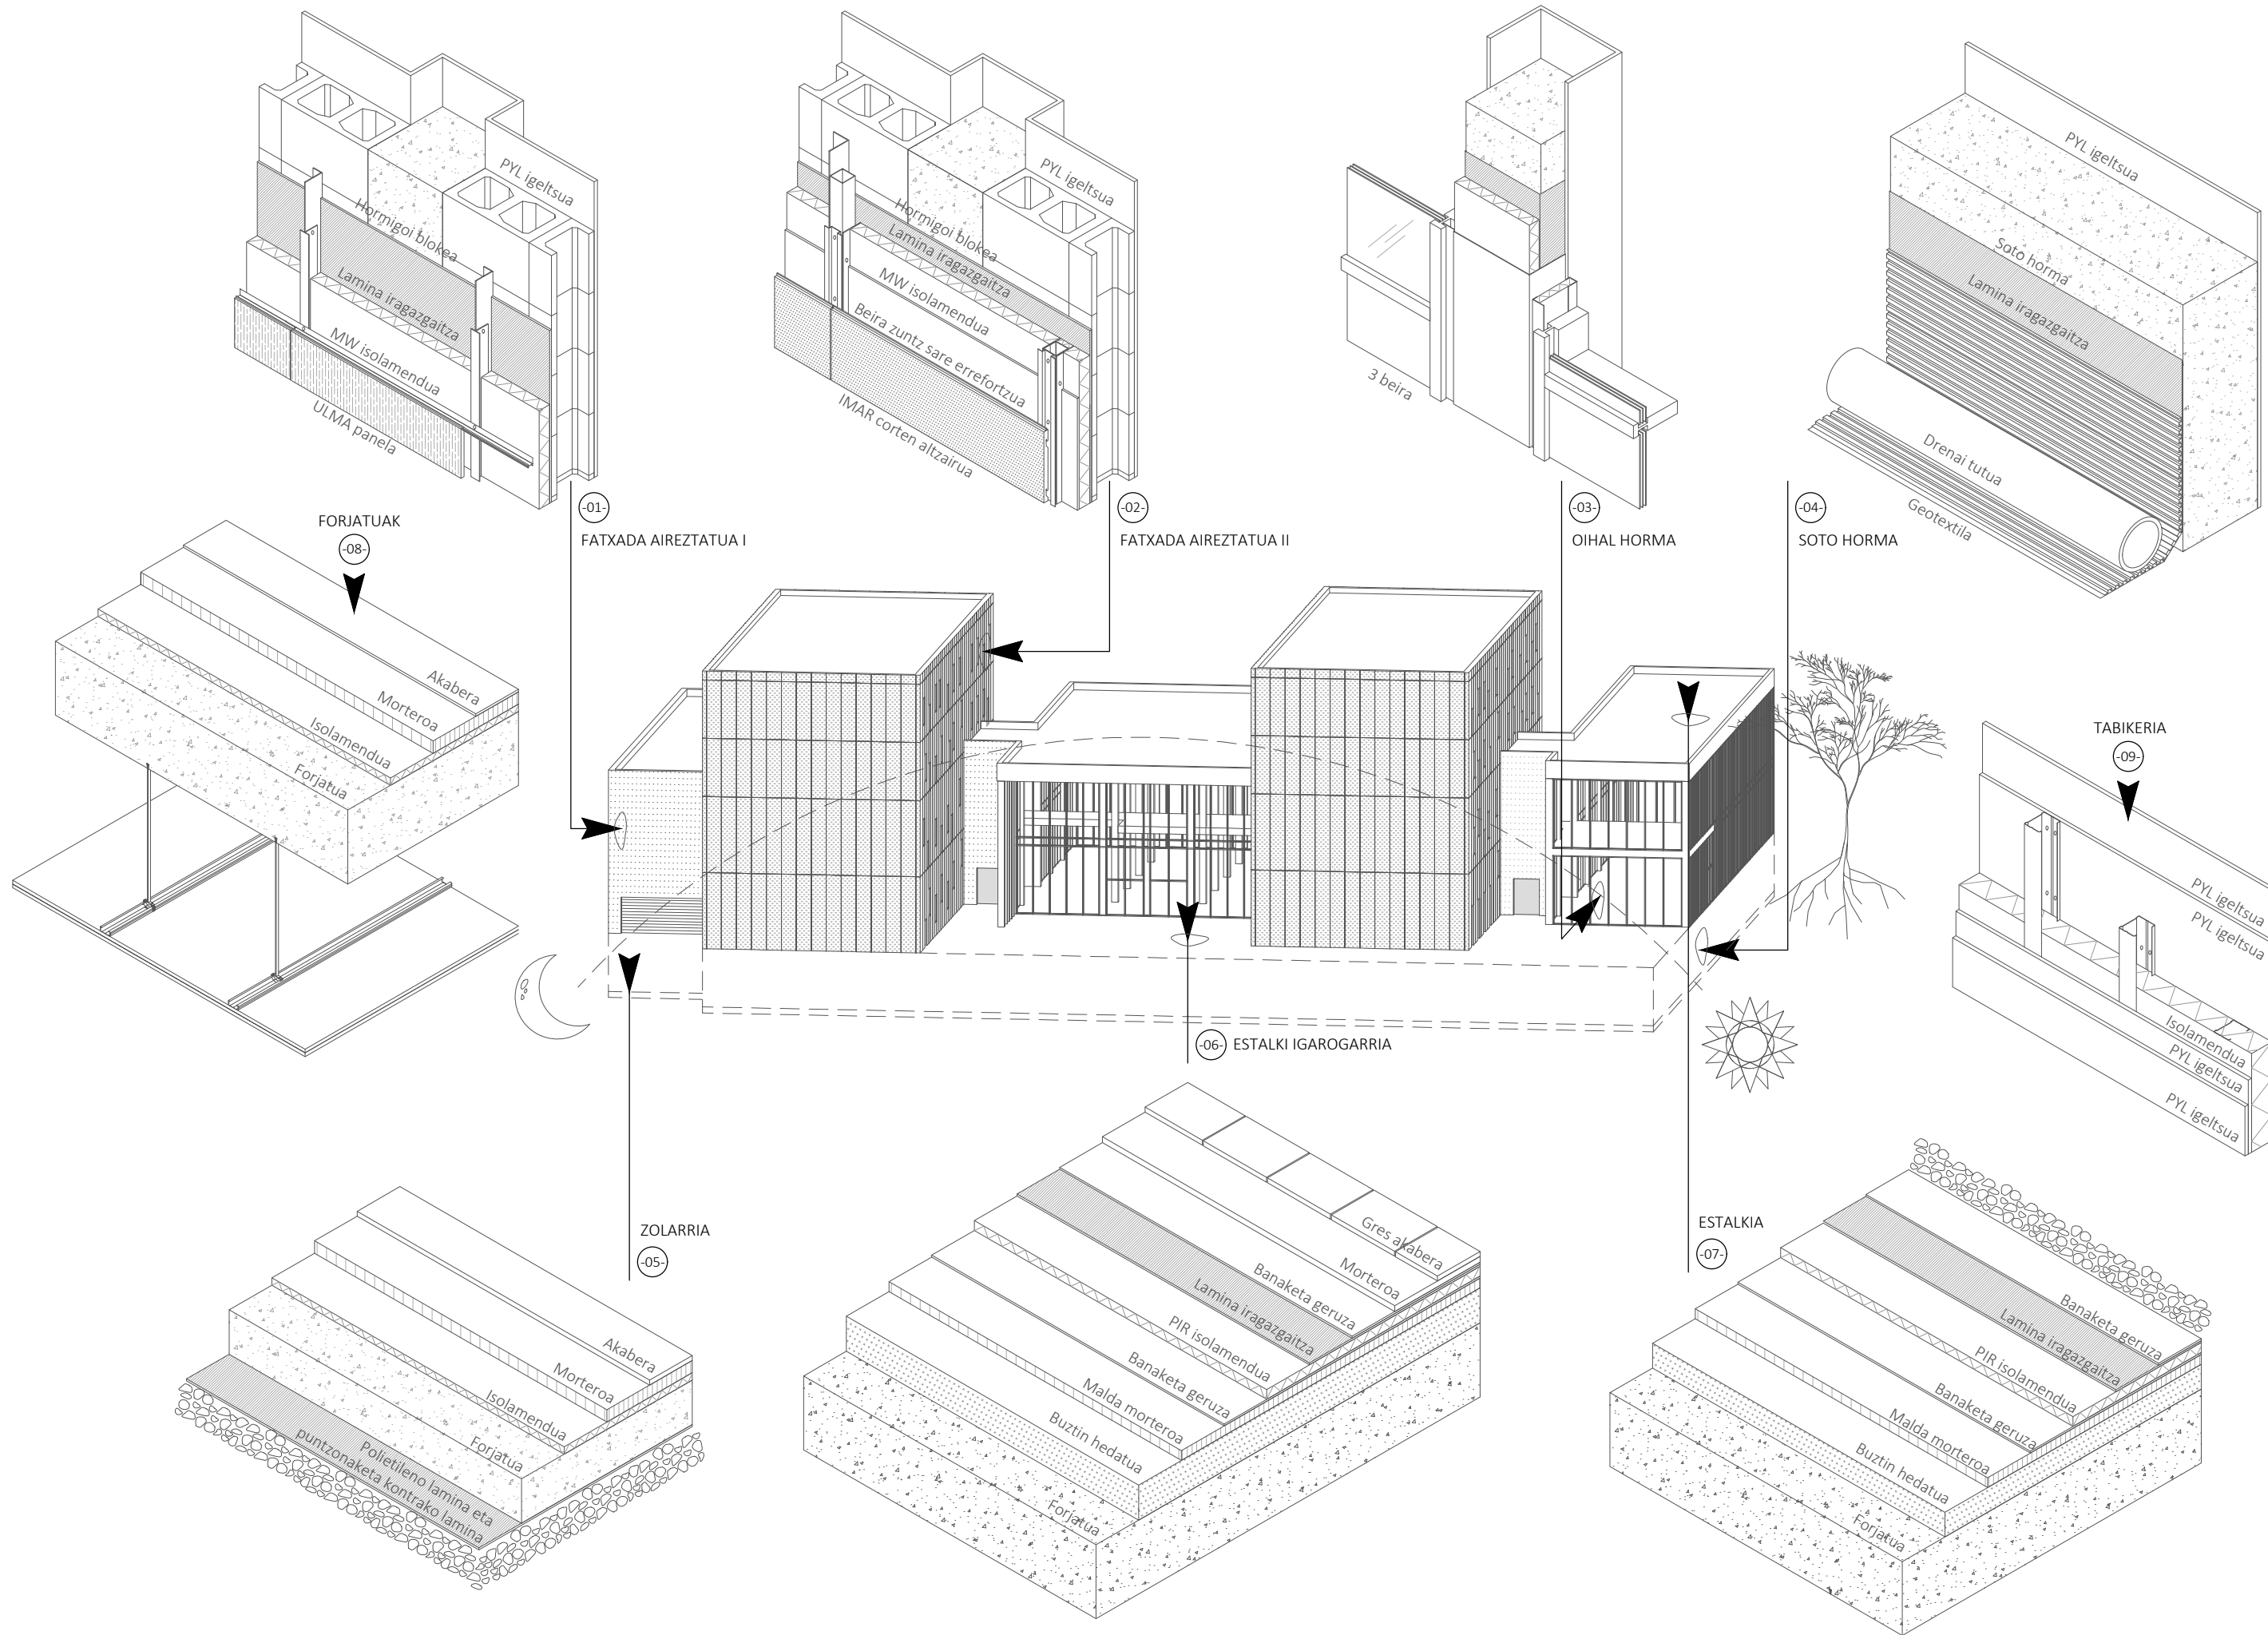 PYL igeltsua
Hormigoi blokea
Lamina iragazgaitza
MW isolamendua
ULMA panela
-01-
FATXADA AIREZTATUA I
PYL igeltsua
Hormigoi blokea
Lamina iragazgaitza
MW isolamendua
Beira zuntz sare errefortzua
IMAR corten altzairua
-02-
FATXADA AIREZTATUA II
3 beira
-03-
OIHAL HORMA
PYL igeltsua
Soto horma
Lamina iragazgaitza
Drenai tutua
Geotextila
-04-
SOTO HORMA
FORJATUAK
-08-
Akabera
Morteroa
Isolamendua
Forjatua
TABIKERIA
-09-
PYL igeltsua
PYL igeltsua
Isolamendua
PYL igeltsua
PYL igeltsua
ZOLARRIA
-05-
Akabera
Morteroa
Isolamendua
Forjatua
Polietileno lamina eta
puntzonaketa kontrako lamina
-06- ESTALKI IGAROGARRIA
Gres akabera
Morteroa
Banaketa geruza
Lamina iragazgaitza
PIR isolamendua
Banaketa geruza
Malda morteroa
Buztin hedatua
Forjatua
ESTALKIA
-07-
Banaketa geruza
Lamina iragazgaitza
PIR isolamendua
Banaketa geruza
Malda morteroa
Buztin hedatua
Forjatua